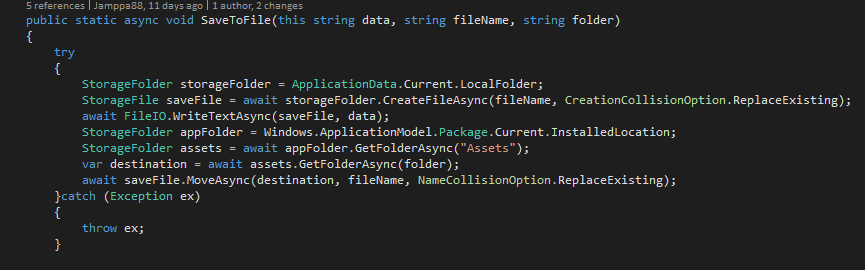 5 references | Jamppa88, 11 days ago | 1 author, 2 changes
public static async void SaveToFile(this string data, string fileName, string folder)
{
try
{
StorageFolder storageFolder = ApplicationData.Current.LocalFolder;
StorageFile saveFile = await storageFolder.CreateFileAsync(fileName, CreationCollisionOption.ReplaceExisting);
await FileIO.WriteTextAsync(saveFile, data);
StorageFolder appFolder = Windows.ApplicationModel.Package.Current.InstalledLocation;
StorageFolder assets = await appFolder.GetFolderAsync("Assets");
var destination = await assets.GetFolderAsync(folder);
await saveFile.MoveAsync(destination, fileName, NameCollisionOption.ReplaceExisting);
}catch (Exception ex)
{
throw ex;
}